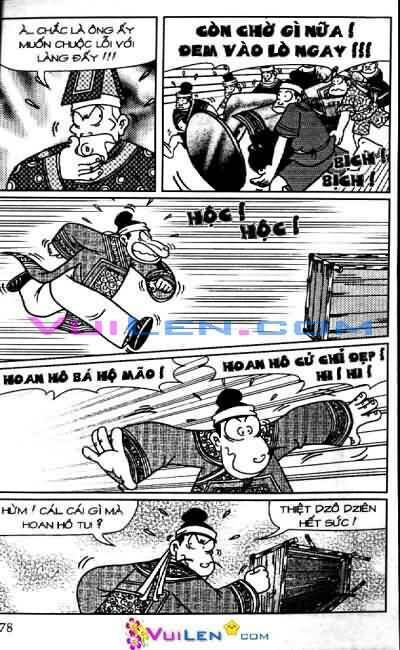 À.. CHẮC LÀ ÔNG ẤY
MUỐN CHUỘC LỖI VỚI
LÀNG ĐẤY !!!
CÒN CHỜ GÌ NỮA !
ĐEM VÀO LÒ NGAY !!!
BỊCH !
BỊCH !
HỘC !
HỘC !
VUILEN.COM
HOAN HÔ BÁ HỘ MÃO !
HOAN HÔ CỬ CHỈ ĐẸP !
HI ! HI !
HỪM ! CÁI.. CÁI GÌ MÀ
HOAN HÔ TUI ?
THIỆT DZÔ DZIÊN
HẾT SỨC !
78
VUILEN.COM